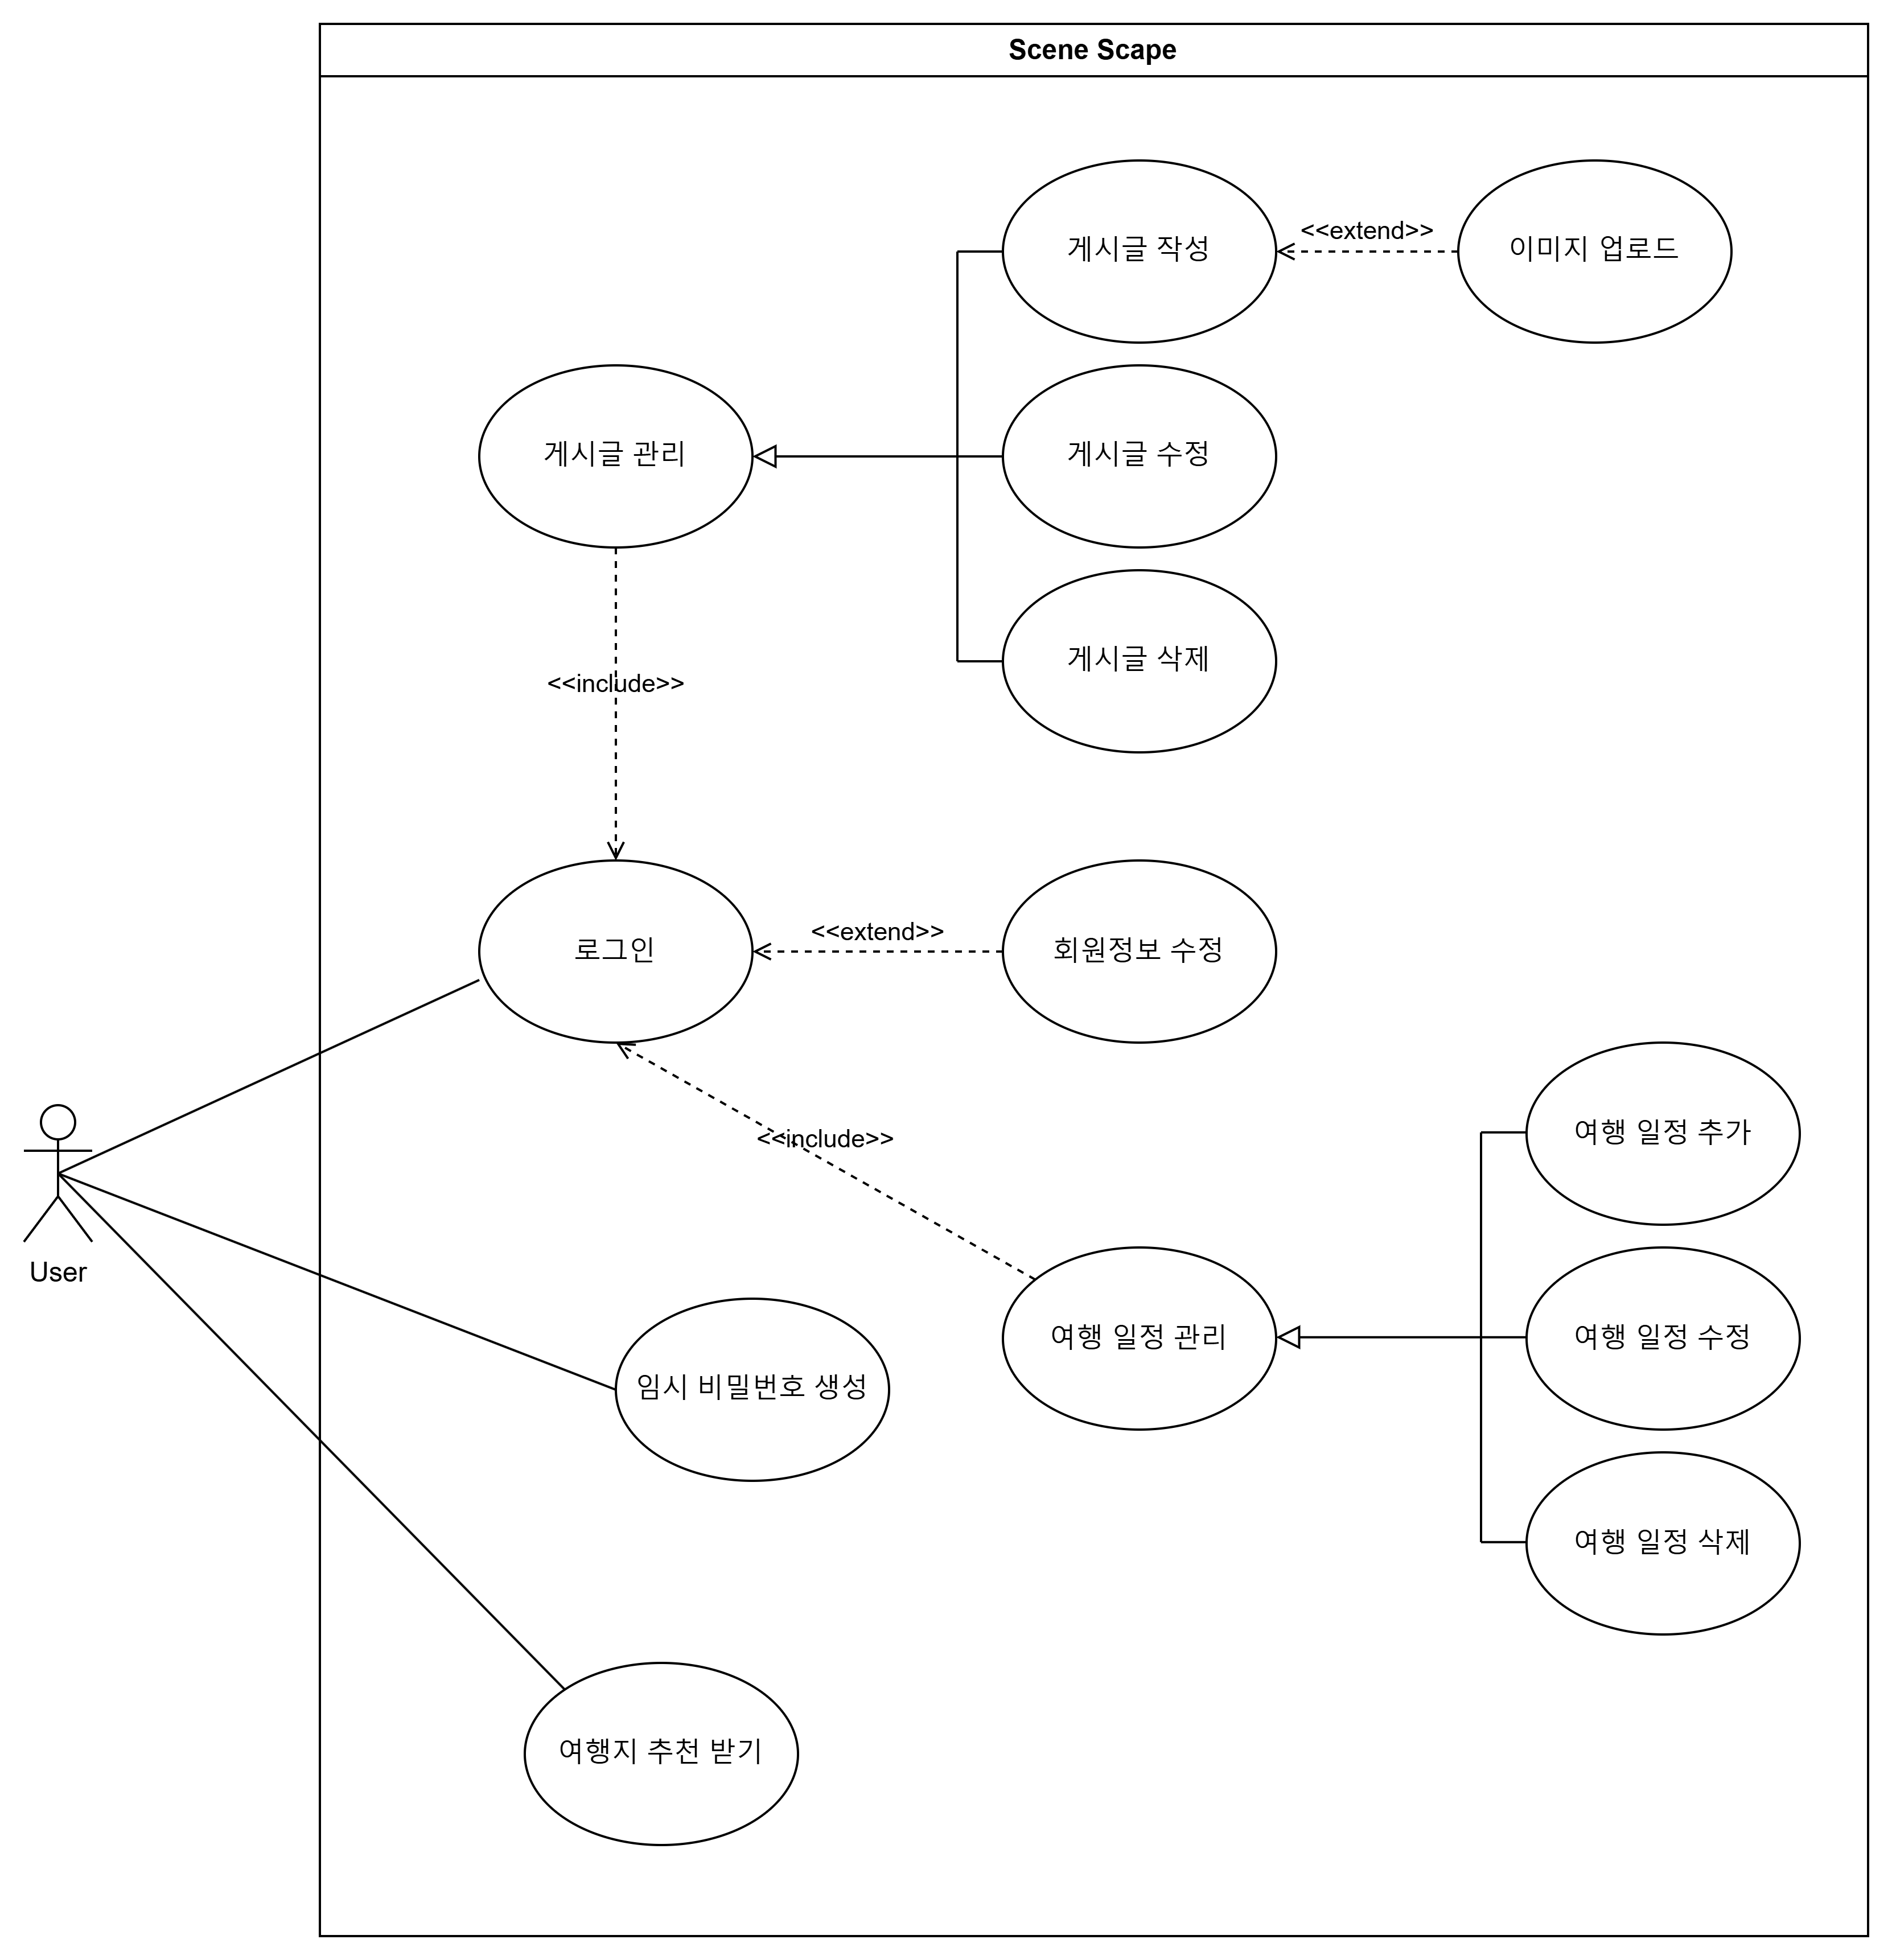 Scene Scape
게시글 작성
<<extend>>
이미지 업로드
게시글 관리
게시글 수정
게시글 삭제
<<include>>
로그인
<<extend>>
회원정보 수정
<<include>>
여행 일정 추가
User
여행 일정 관리
여행 일정 수정
임시 비밀번호 생성
여행 일정 삭제
여행지 추천 받기